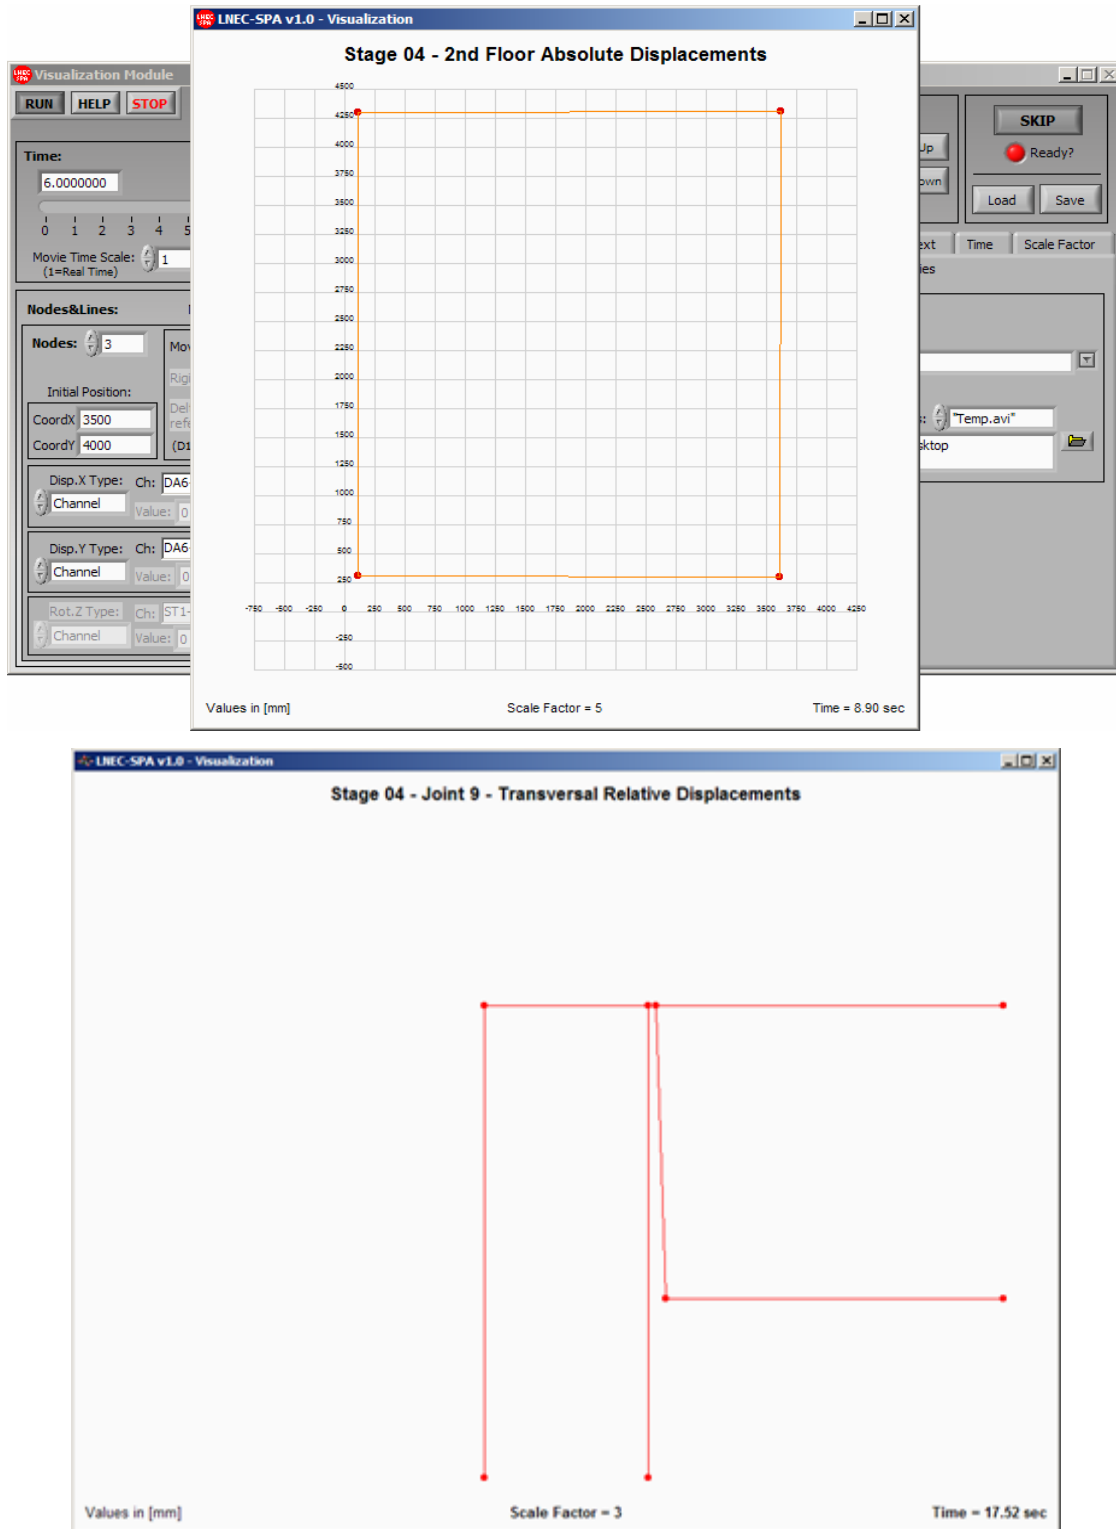 LNEC-SPA v1.0 - Visualization
Stage 04 - 2nd Floor Absolute Displacements
Visualization Module
RUN HELP STOP
Time:
6.0000000
0 1 2 3 4 5
Movie Time Scale: 1
(1=Real Time)
Nodes&Lines:
Nodes: 3
Initial Position:
CoordX 3500
CoordY 4000
(D1
Disp.X Type: Ch: DA6-
Channel Value: 0
Disp.Y Type: Ch: DA6-
Channel Value: 0
Rot.Z Type: Ch: ST1-
Channel Value: 0
4500
4250
4000
3750
3500
3250
3000
2750
2500
2250
2000
1750
1500
1250
1000
750
500
250
-750 -500 -250 0 250 500 750 1000 1250 1500 1750 2000 2250 2500 2750 3000 3250 3500 3750 4000 4250
-250
-500
Values in [mm] Scale Factor = 5 Time = 8.90 sec
SKIP
Ready?
Load Save
Time Scale Factor
"Temp.avi"
LNEC-SPA v1.0 - Visualization
Stage 04 - Joint 9 - Transversal Relative Displacements
Values in [mm] Scale Factor = 3 Time = 17.52 sec